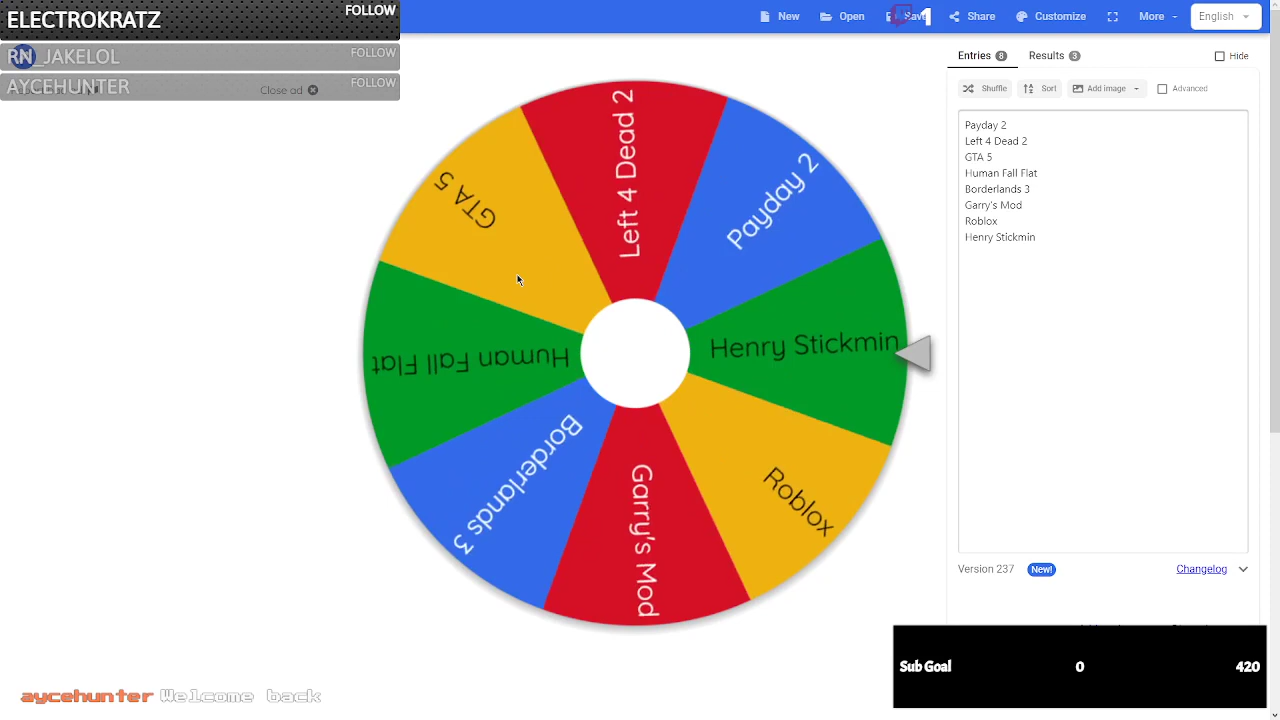 ELECTROKRATZ FOLLOW
RN_JAKELOL FOLLOW
AYCEHUNTER FOLLOW
Close ad
New Open Save Share Customize More English
1
Entries 8 Results 3 Hide
Shuffle Sort Add image Advanced
Payday 2
Left 4 Dead 2
GTA 5
Human Fall Flat
Borderlands 3
Garry's Mod
Roblox
Henry Stickmin
Version 237 New! Changelog
Left 4 Dead 2
Payday 2
Henry Stickmin
Roblox
Garry's Mod
Borderlands 3
Human Fall Flat
GTA 5
Sub Goal 0 420
aycehunter Welcome back